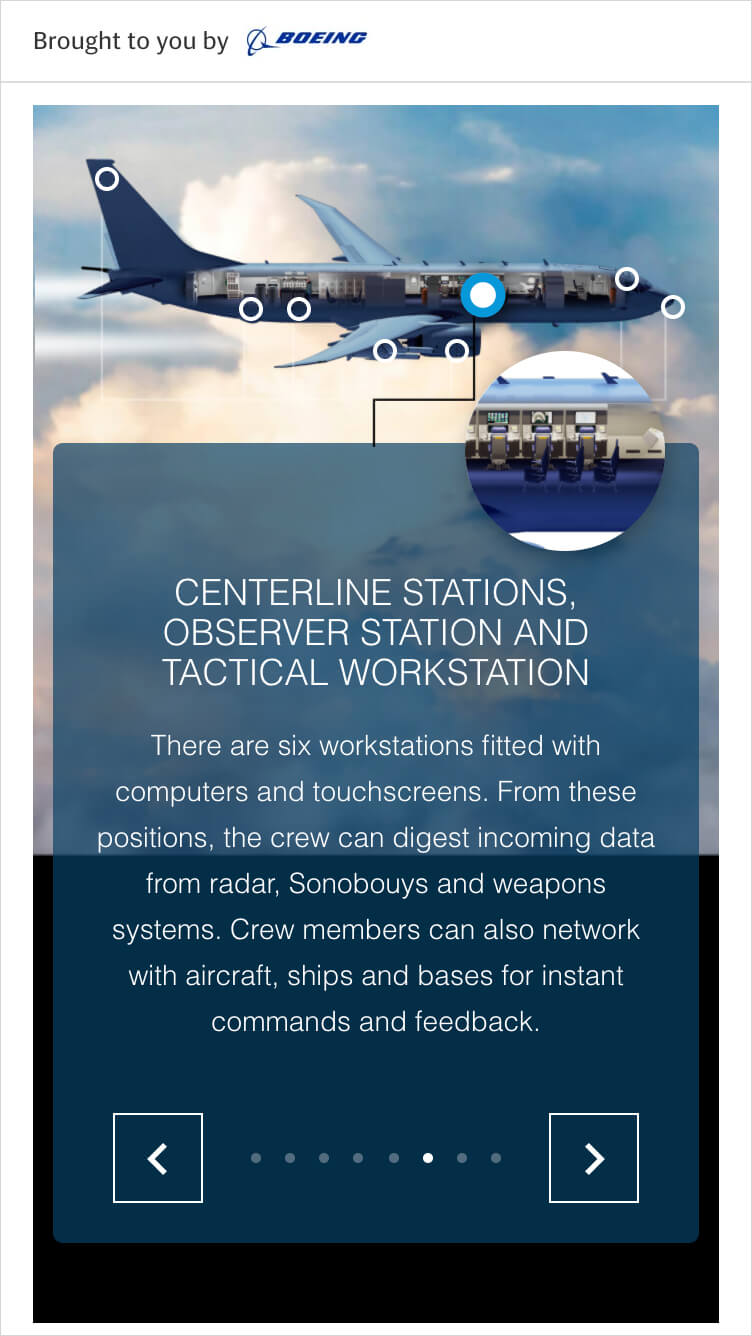 Brought to you by BOEING
CENTERLINE STATIONS,
OBSERVER STATION AND
TACTICAL WORKSTATION
There are six workstations fitted with
computers and touchscreens. From these
positions, the crew can digest incoming data
from radar, Sonobouys and weapons
systems. Crew members can also network
with aircraft, ships and bases for instant
commands and feedback.